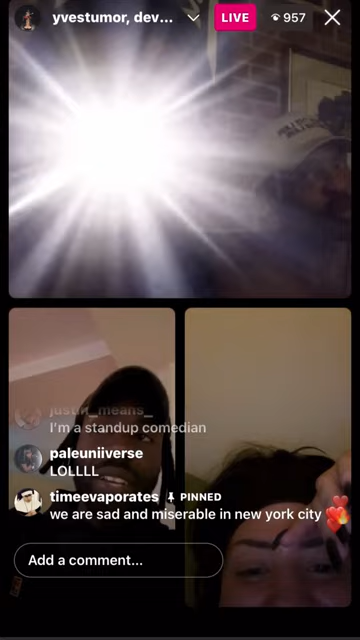 yvestumor, dev...
LIVE
957
justin_means_
I'm a standup comedian
paleuniiverse
LOLLLL
timeevaporates PINNED
we are sad and miserable in new york city
Add a comment...